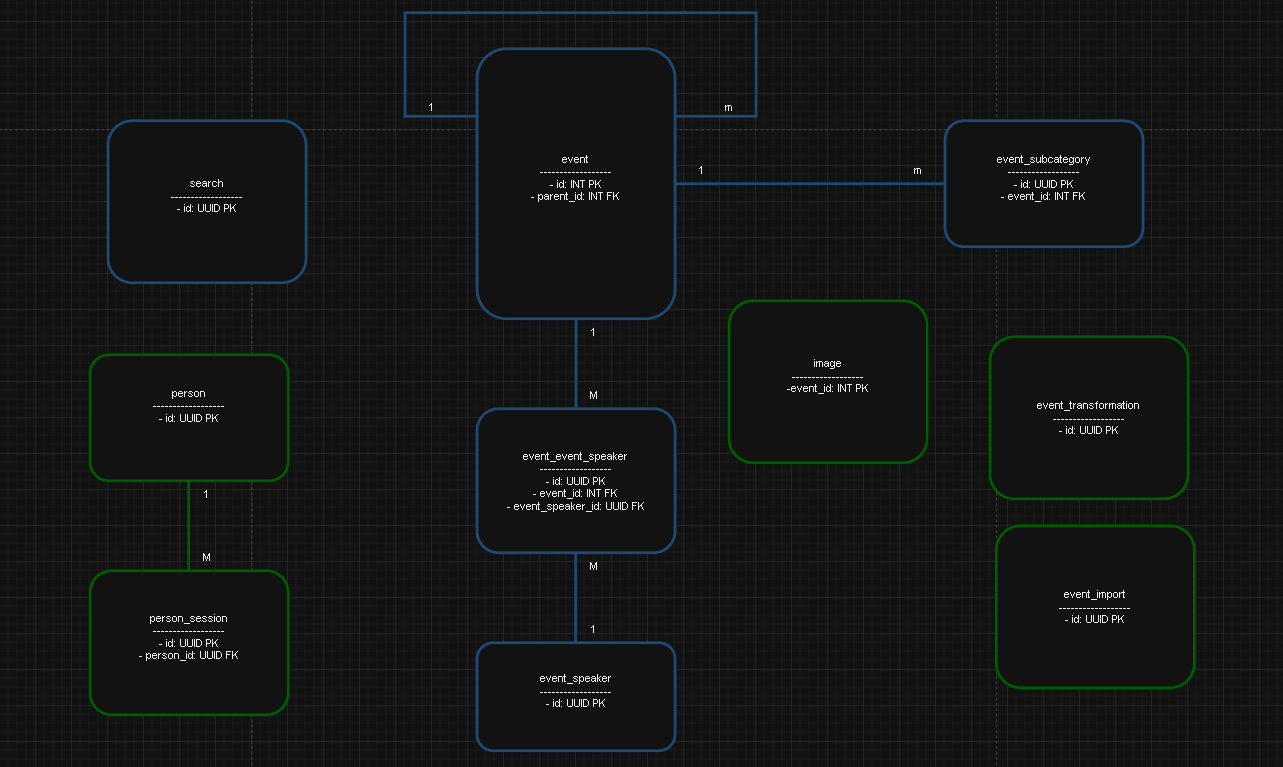 1
m
event
------------------
- id: INT PK
- parent_id: INT FK
1
m
event_subcategory
------------------
- id: UUID PK
- event_id: INT FK
search
------------------
- id: UUID PK
1
M
image
------------------
-event_id: INT PK
person
------------------
- id: UUID PK
event_transformation
------------------
- id: UUID PK
event_event_speaker
------------------
- id: UUID PK
- event_id: INT FK
- event_speaker_id: UUID FK
1
M
M
1
event_import
------------------
- id: UUID PK
person_session
------------------
- id: UUID PK
- person_id: UUID FK
event_speaker
------------------
- id: UUID PK